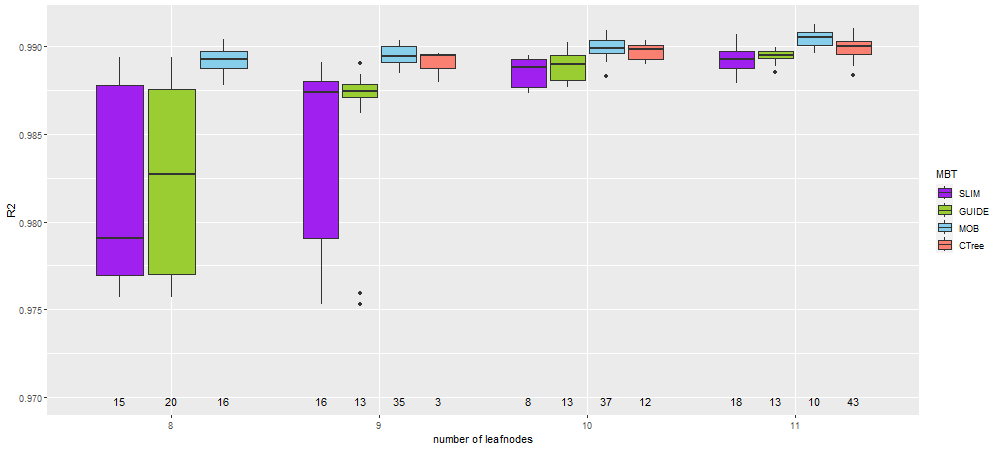 0.990
0.985
0.980
0.975
0.970
R2
15 20 16 16 13 35 3 8 13 37 12 18 13 10 43
8 9 10 11
number of leafnodes
MBT
SLIM
GUIDE
MOB
CTree